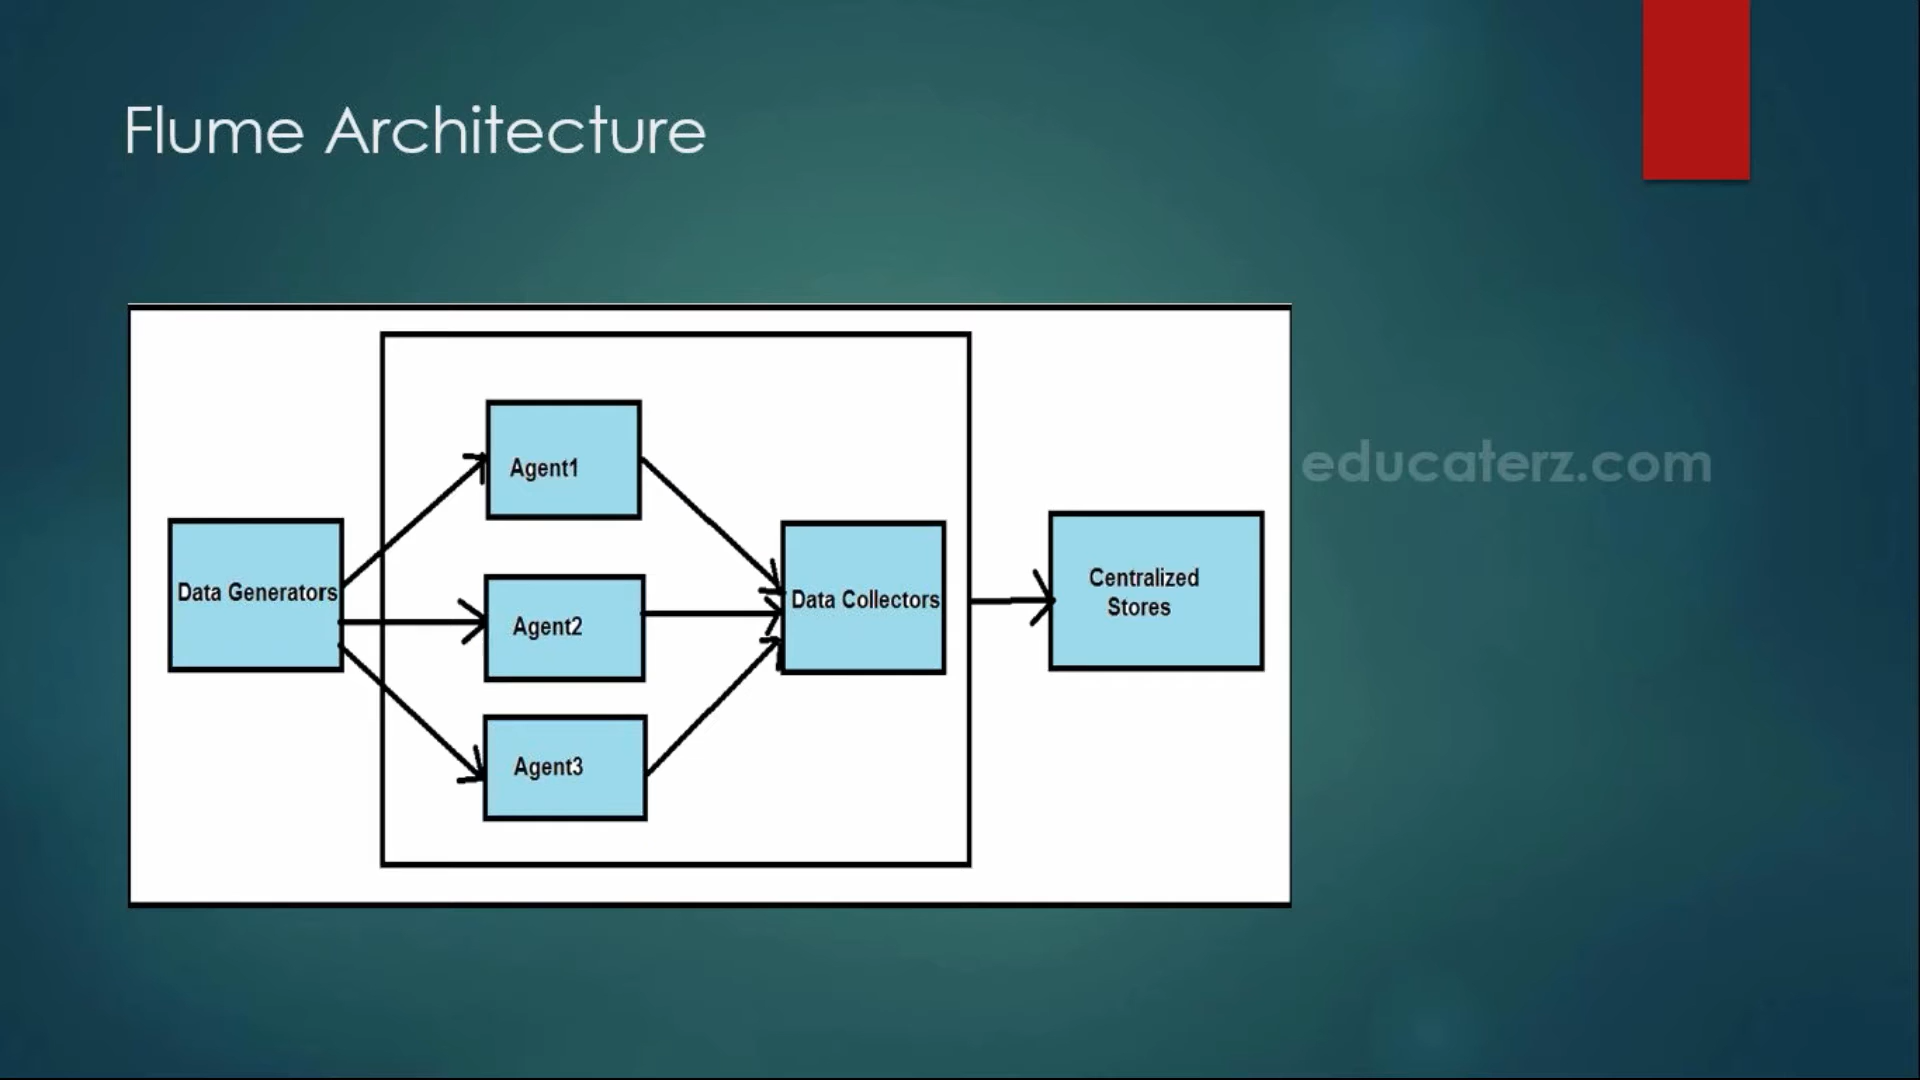 Flume Architecture
educaterz.com
Agent1
Data Generators
Agent2
Data Collectors
Centralized
Stores
Agent3